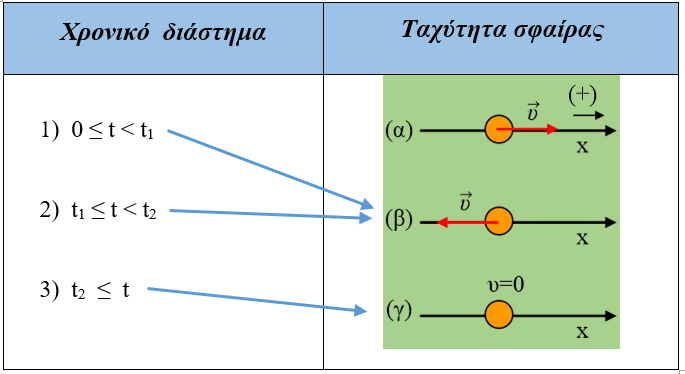 Χρονικό διάστημα
Ταχύτητα σφαίρας
1) 0 ≤ t < t₁
2) t₁ ≤ t < t₂
3) t₂ ≤ t
(+)
(α) υ⃗
x
(β) υ⃗
x
υ=0
(γ)
x